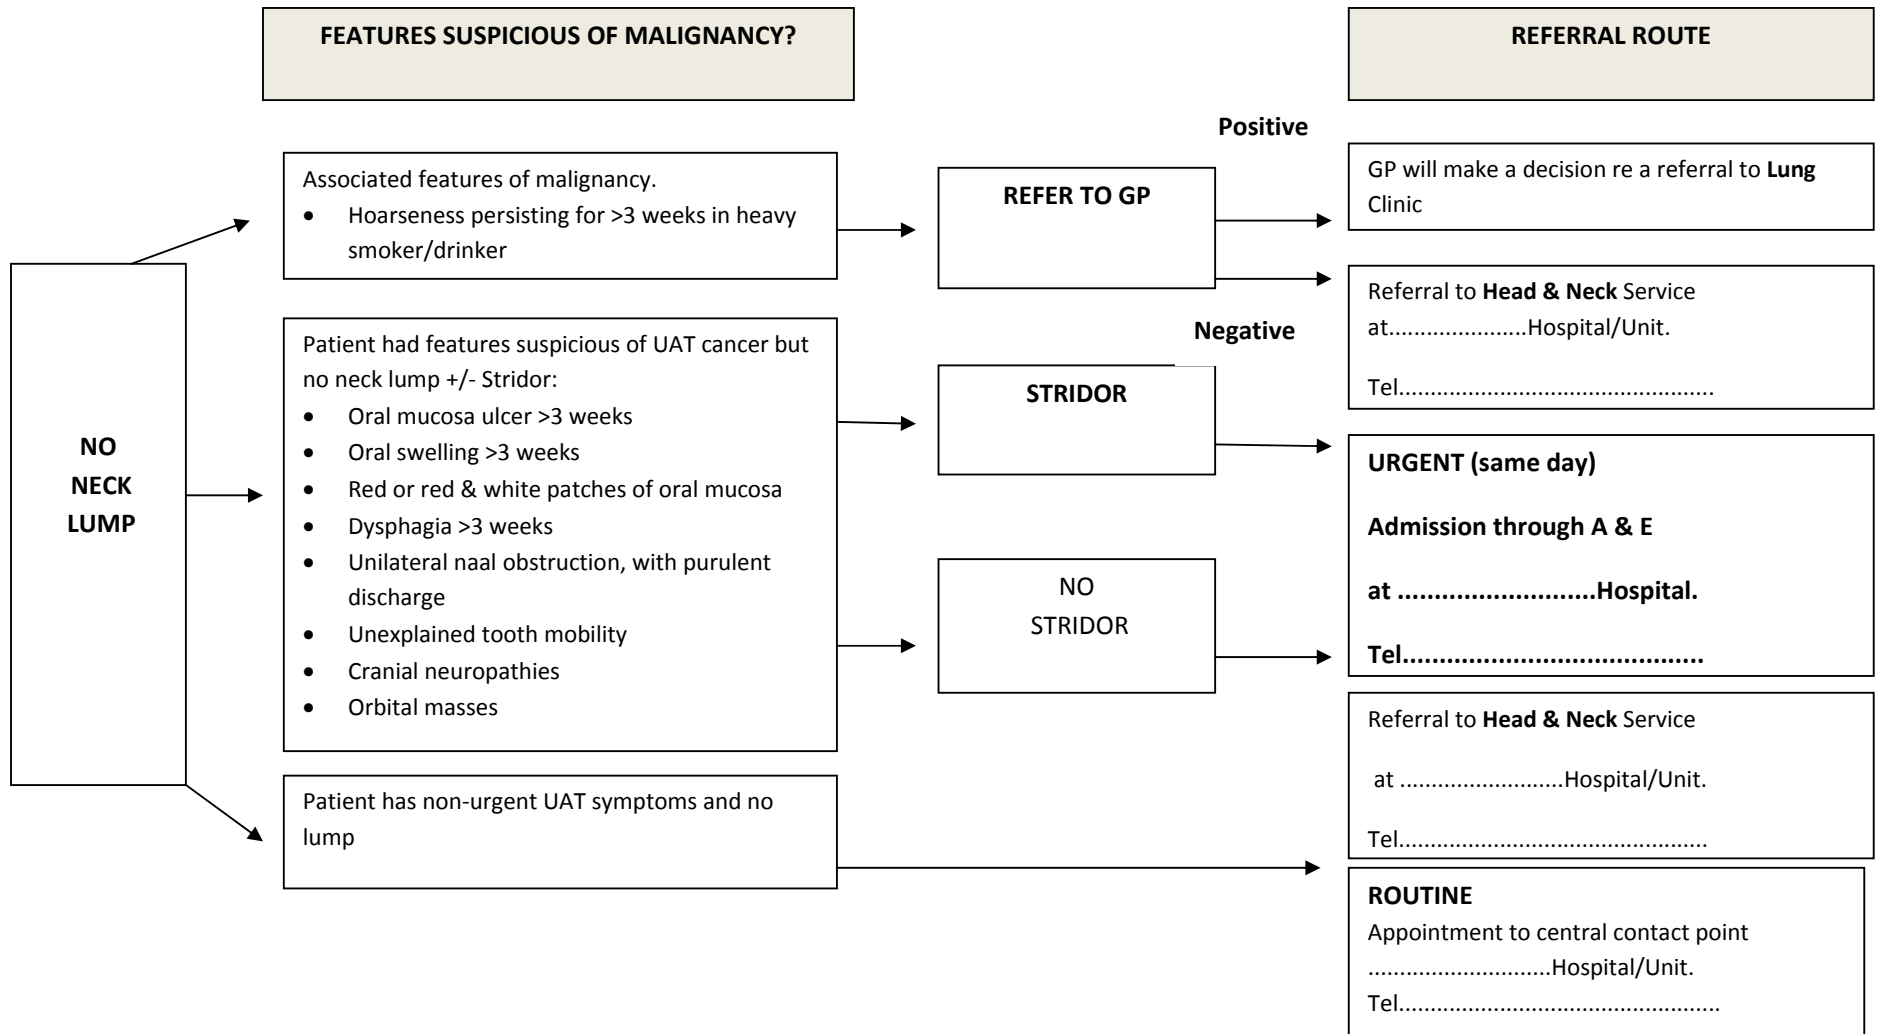 FEATURES SUSPICIOUS OF MALIGNANCY?
REFERRAL ROUTE
NO
NECK
LUMP
Associated features of malignancy.
• Hoarseness persisting for >3 weeks in heavy
smoker/drinker
REFER TO GP
Positive
GP will make a decision re a referral to Lung
Clinic
Negative
Referral to Head & Neck Service
at......................Hospital/Unit.
Tel..................................................
Patient had features suspicious of UAT cancer but
no neck lump +/- Stridor:
• Oral mucosa ulcer >3 weeks
• Oral swelling >3 weeks
• Red or red & white patches of oral mucosa
• Dysphagia >3 weeks
• Unilateral naal obstruction, with purulent
discharge
• Unexplained tooth mobility
• Cranial neuropathies
• Orbital masses
STRIDOR
URGENT (same day)
Admission through A & E
at ...........................Hospital.
Tel.........................................
NO
STRIDOR
Referral to Head & Neck Service
at ..........................Hospital/Unit.
Tel.................................................
Patient has non-urgent UAT symptoms and no
lump
ROUTINE
Appointment to central contact point
.............................Hospital/Unit.
Tel...................................................